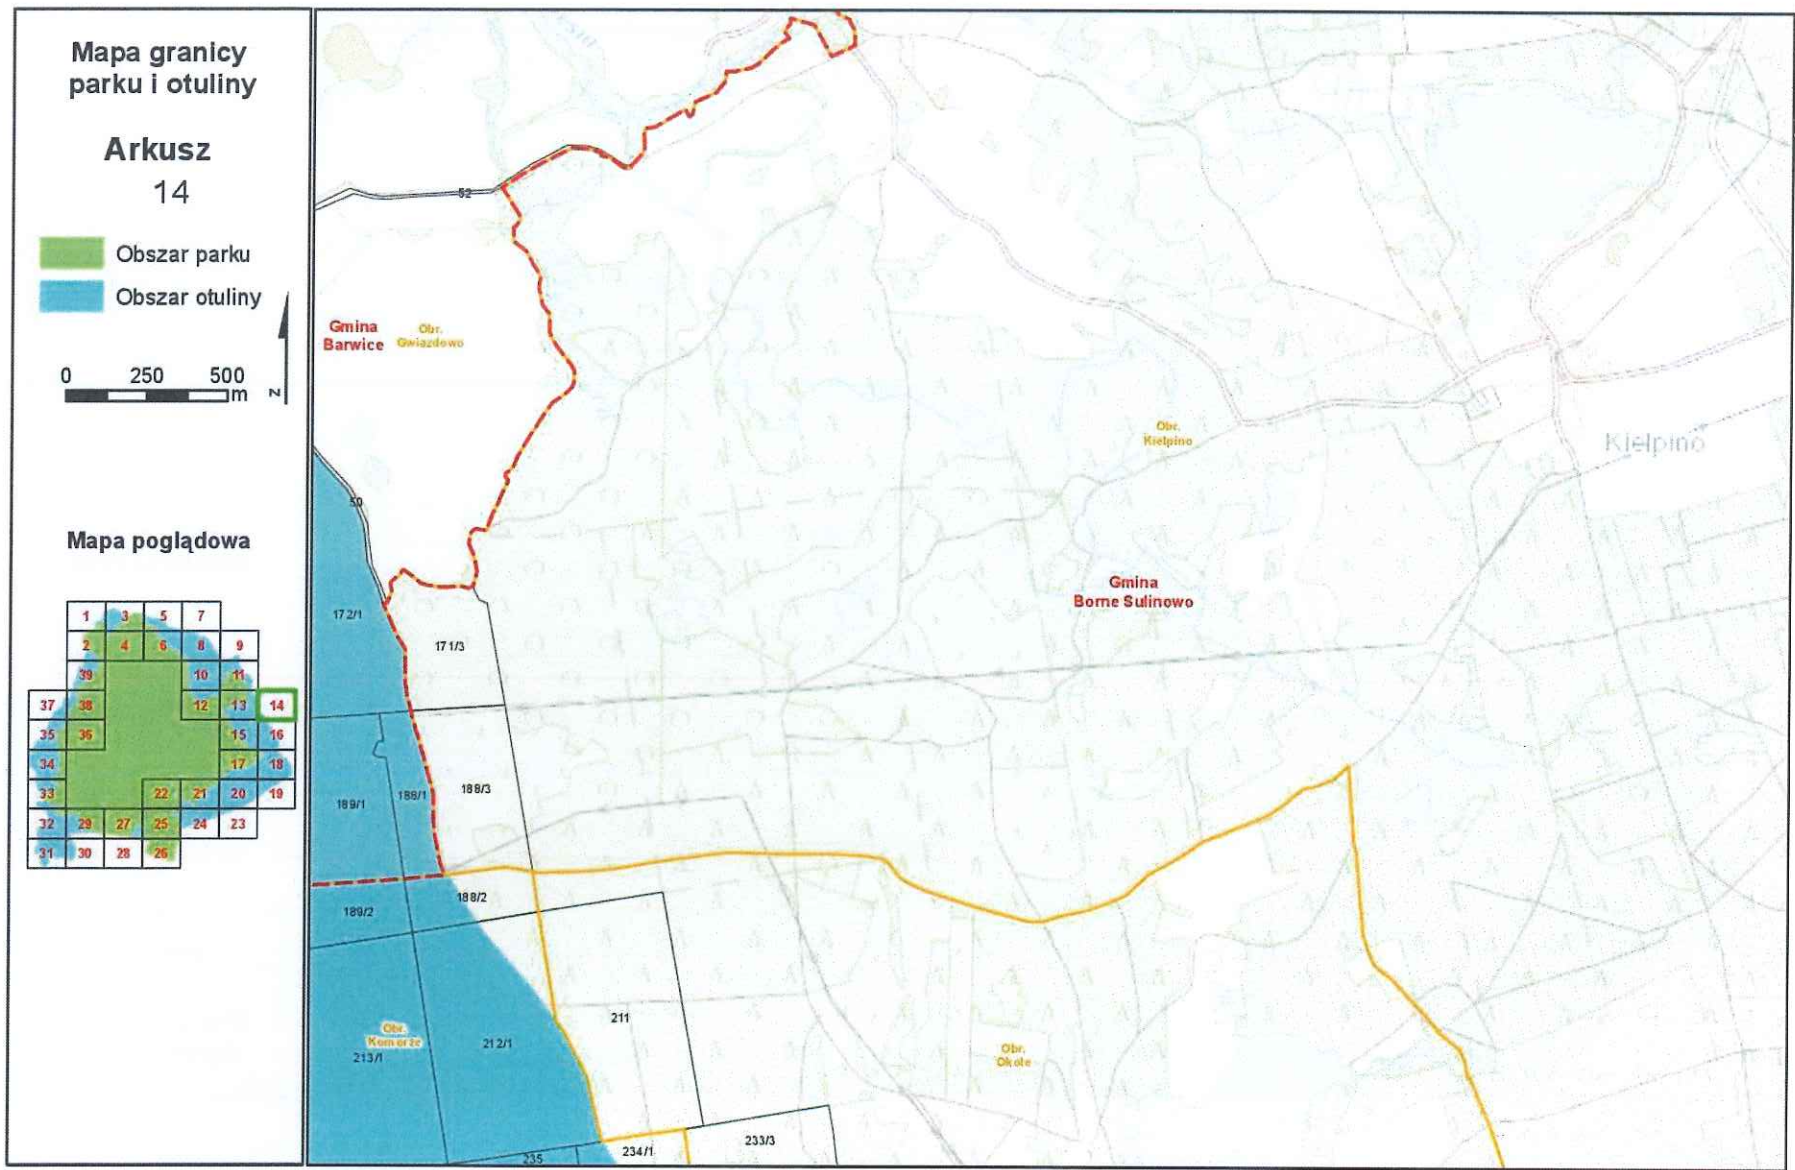 Mapa granicy
parku i otuliny
Arkusz
14
Obszar parku
Obszar otuliny
0 250 500
m
z
Mapa poglądowa
1 3 5 7
2 4 6 8 9
39 10 11
37 38 12 13 14
35 36 15 16
34 17 18
33 22 21 20 19
32 29 27 25 24 23
31 30 28 26
52
Gmina
Barwice
Obr.
Gwiazdowo
50
Obr.
Kiełpino
Kiełpino
Gmina
Borne Sulinowo
172/1
171/3
189/1
188/1
188/3
189/2
188/2
Obr.
Komorze
213/1
212/1
211
Obr.
Okole
235
234/1
233/3